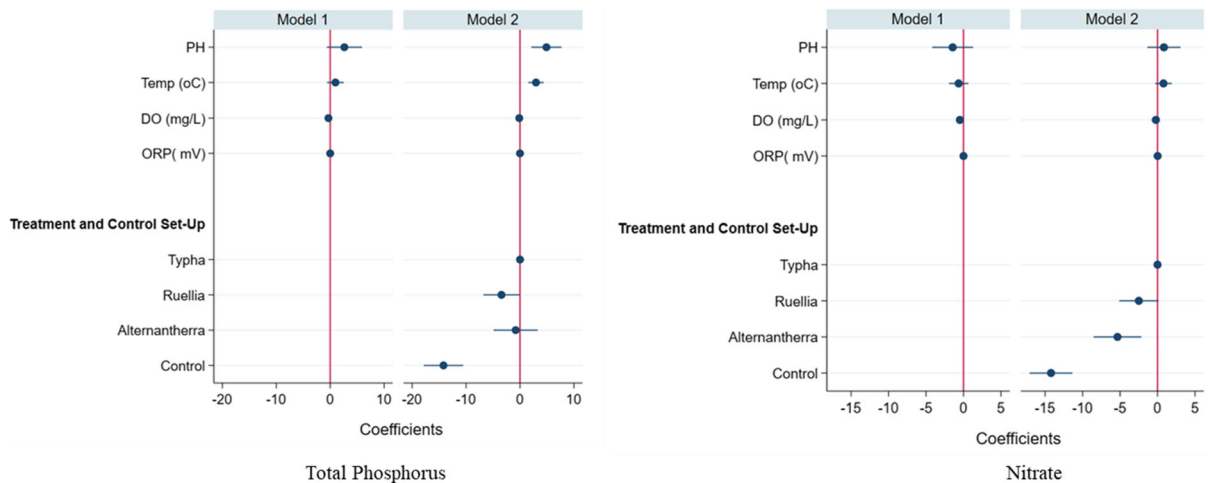 Model 1 Model 2
PH
Temp (oC)
DO (mg/L)
ORP( mV)
Treatment and Control Set-Up
Typha
Ruellia
Alternantherra
Control
-20 -10 0 10 -20 -10 0 10
Coefficients
Total Phosphorus
Model 1 Model 2
PH
Temp (oC)
DO (mg/L)
ORP( mV)
Treatment and Control Set-Up
Typha
Ruellia
Alternantherra
Control
-15 -10 -5 0 5 -15 -10 -5 0 5
Coefficients
Nitrate